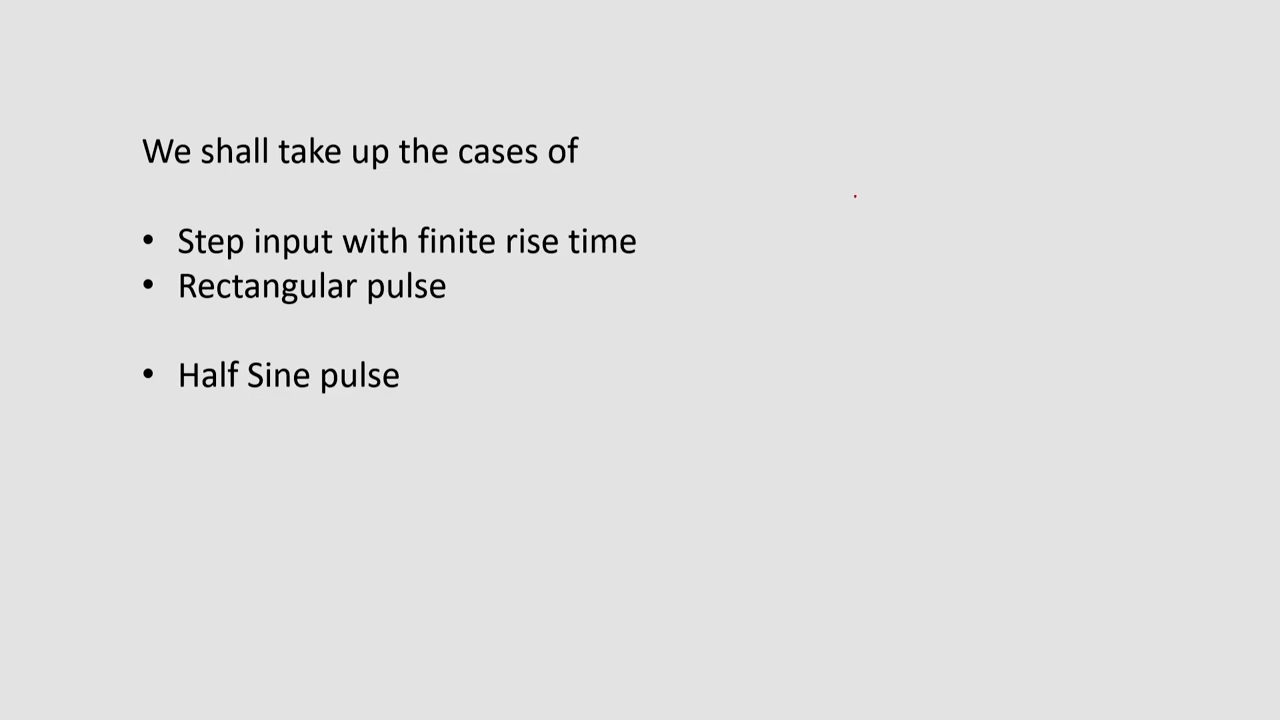 We shall take up the cases of
• Step input with finite rise time
• Rectangular pulse
• Half Sine pulse